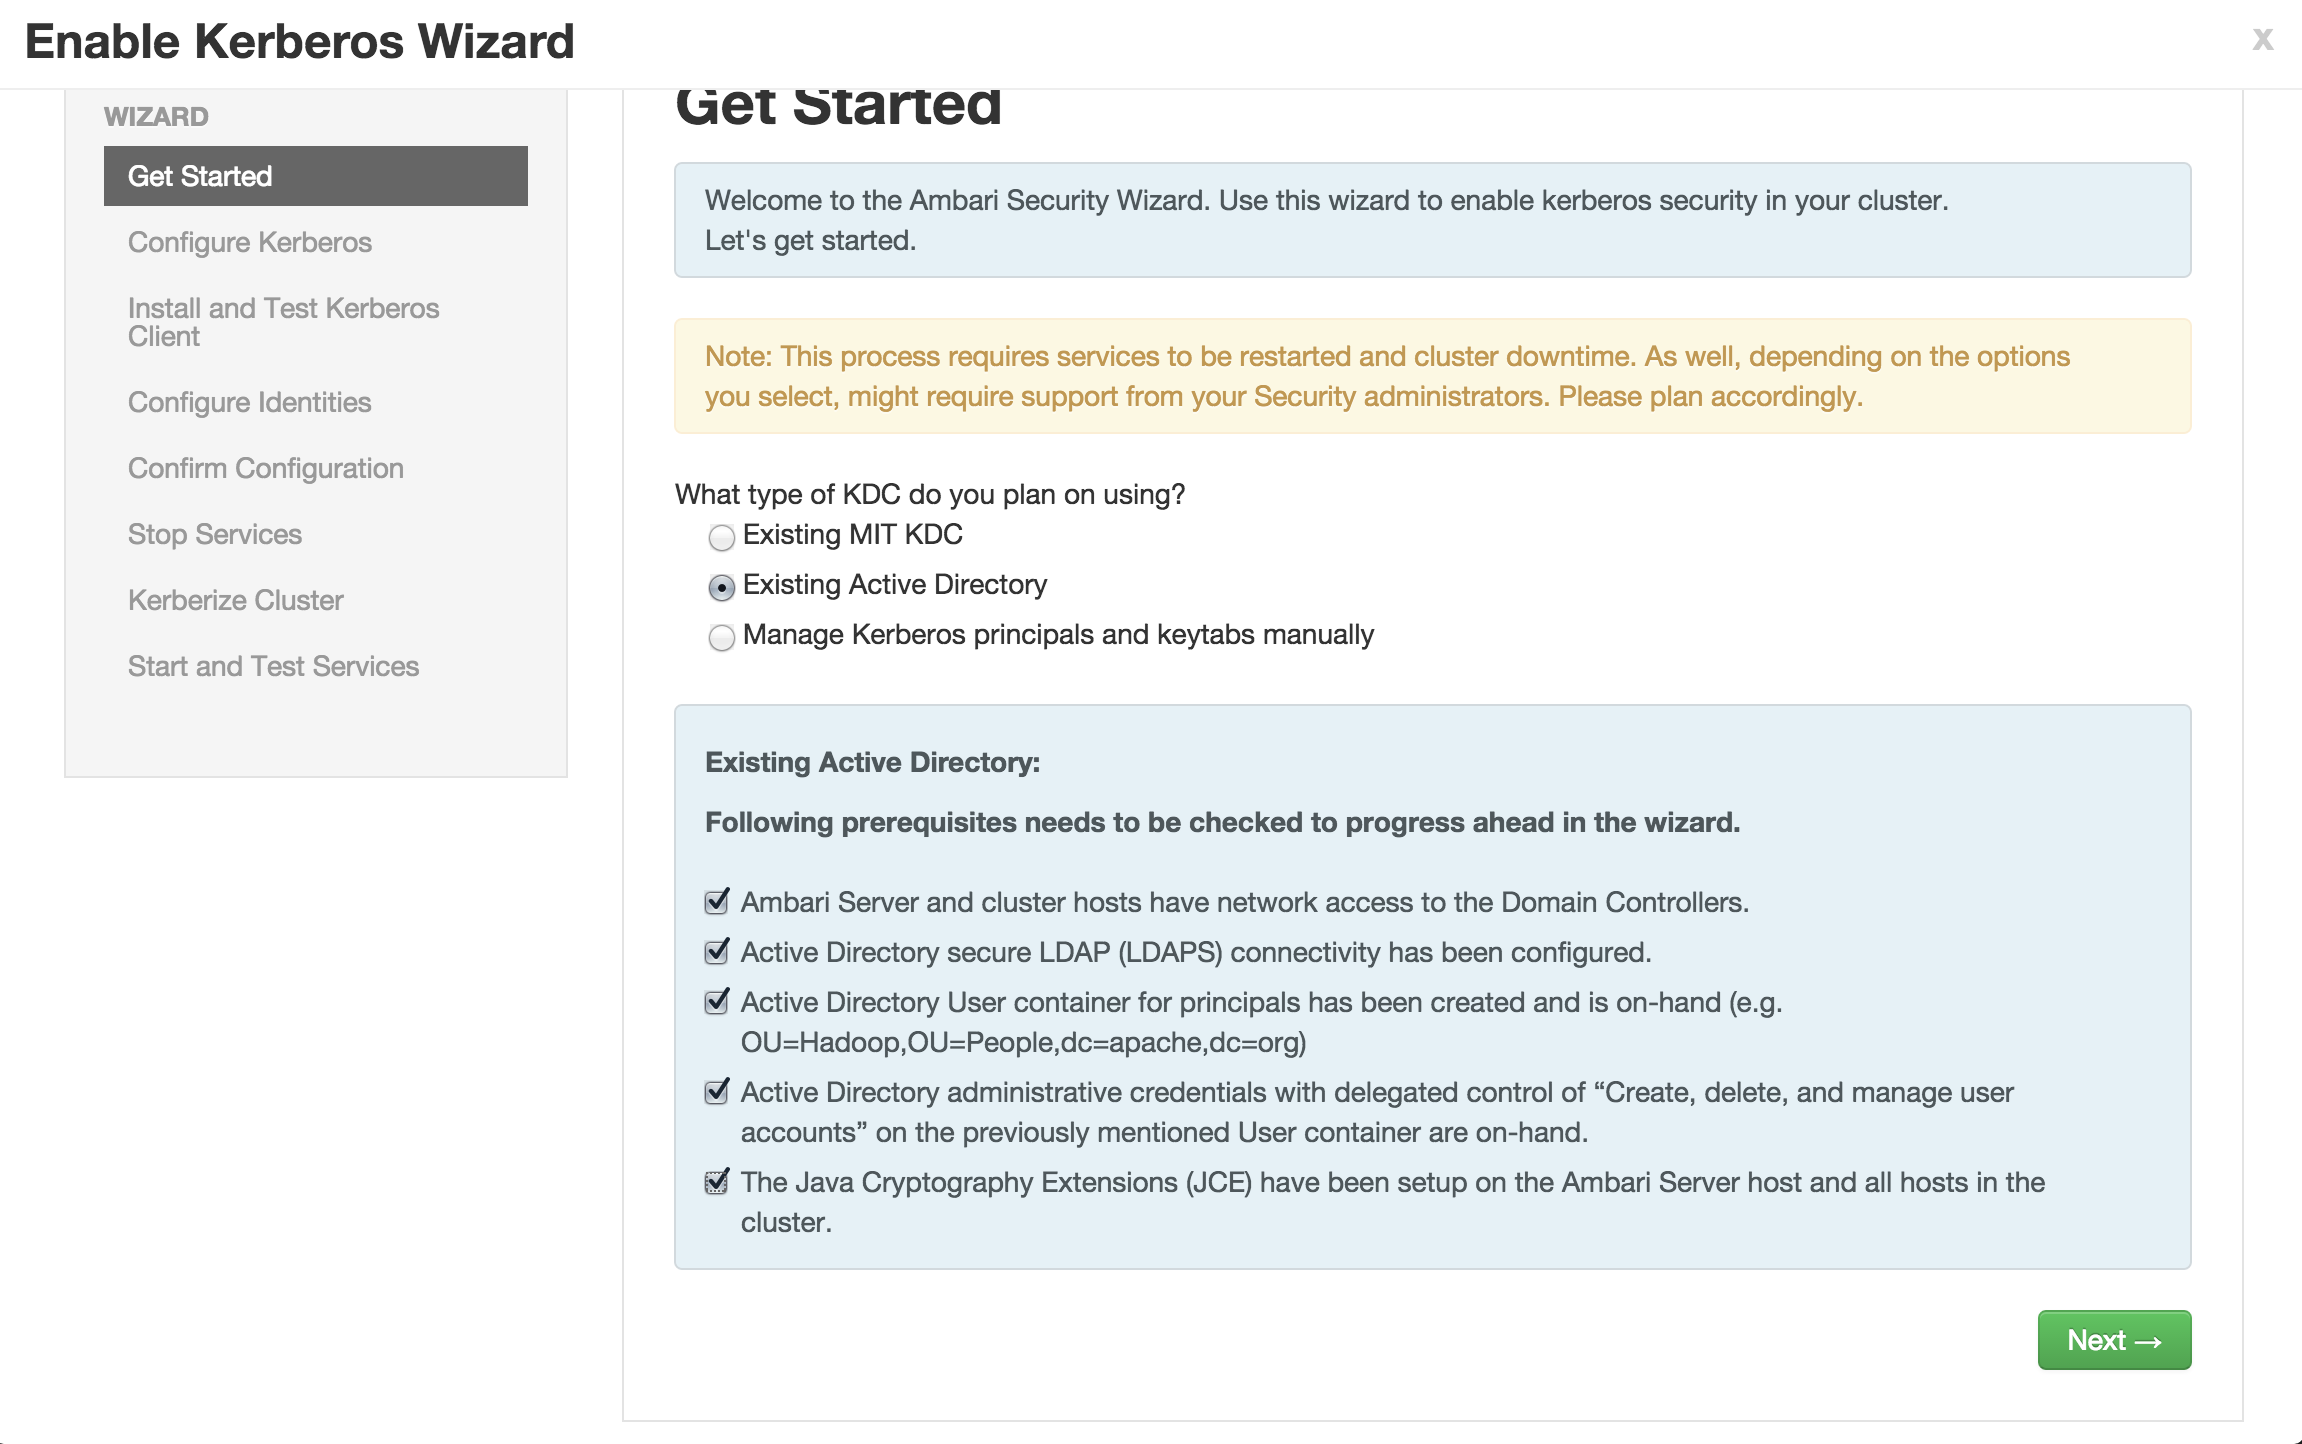 Enable Kerberos Wizard
x
WIZARD
Get Started
Configure Kerberos
Install and Test Kerberos
Client
Configure Identities
Confirm Configuration
Stop Services
Kerberize Cluster
Start and Test Services
Get Started
Welcome to the Ambari Security Wizard. Use this wizard to enable kerberos security in your cluster.
Let's get started.
Note: This process requires services to be restarted and cluster downtime. As well, depending on the options
you select, might require support from your Security administrators. Please plan accordingly.
What type of KDC do you plan on using?
Existing MIT KDC
Existing Active Directory
Manage Kerberos principals and keytabs manually
Existing Active Directory:
Following prerequisites needs to be checked to progress ahead in the wizard.
Ambari Server and cluster hosts have network access to the Domain Controllers.
Active Directory secure LDAP (LDAPS) connectivity has been configured.
Active Directory User container for principals has been created and is on-hand (e.g.
OU=Hadoop,OU=People,dc=apache,dc=org)
Active Directory administrative credentials with delegated control of “Create, delete, and manage user
accounts” on the previously mentioned User container are on-hand.
The Java Cryptography Extensions (JCE) have been setup on the Ambari Server host and all hosts in the
cluster.
Next →